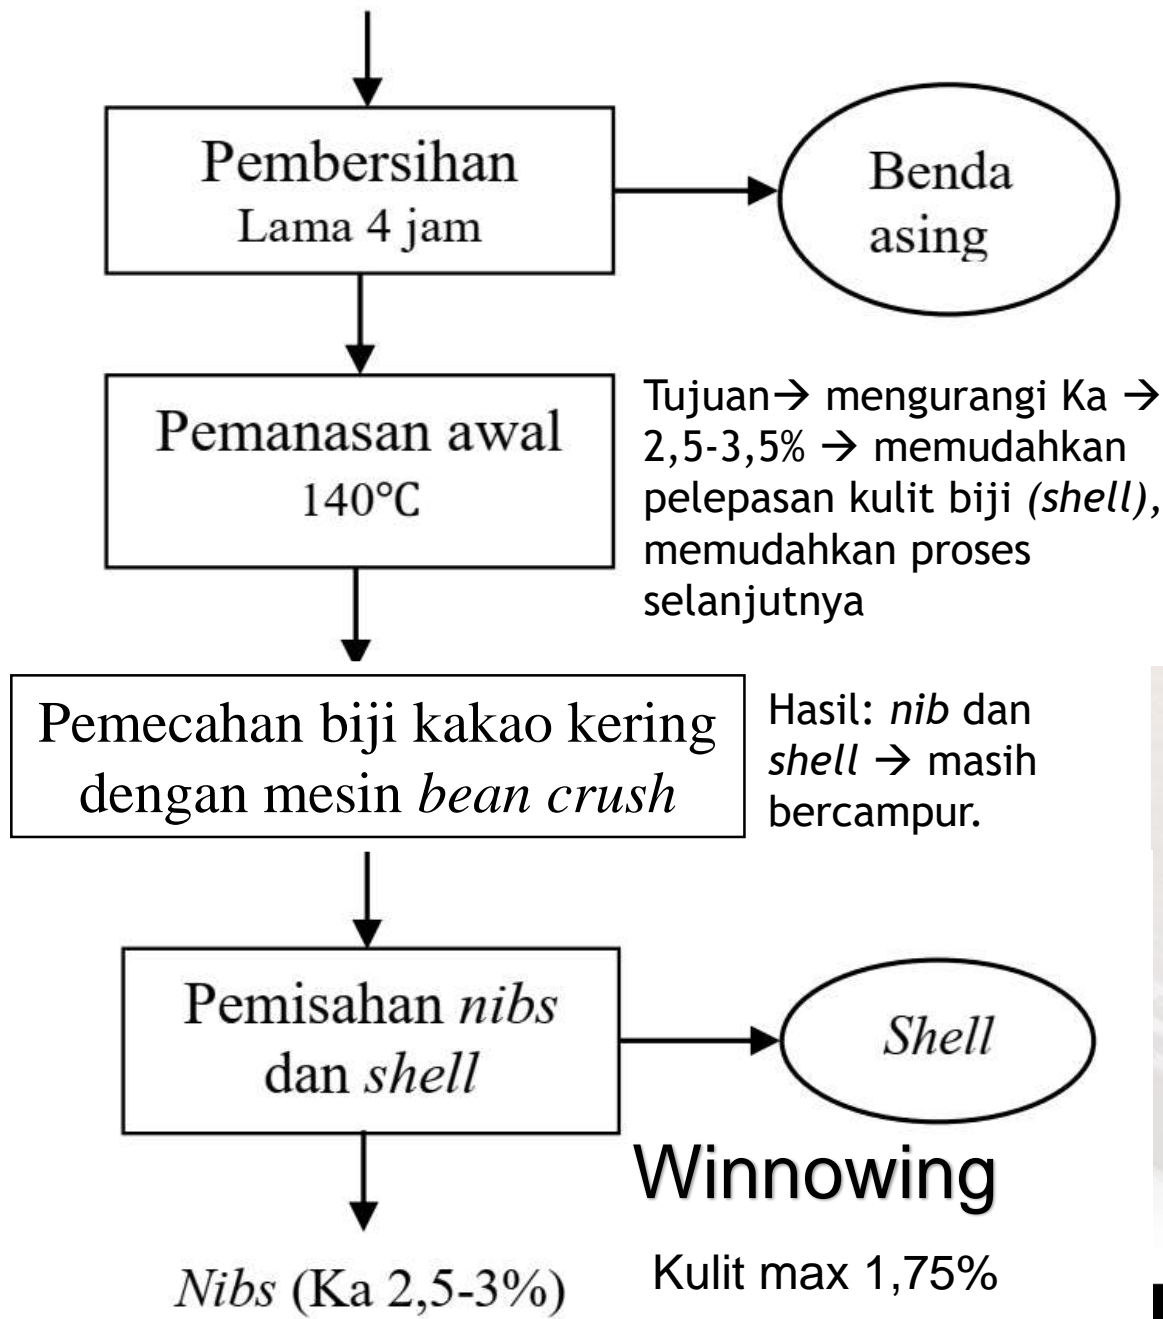 Pembersihan
Lama 4 jam
Benda
asing
Pemanasan awal
140°C
Tujuan→ mengurangi Ka →
2,5-3,5% → memudahkan
pelepasan kulit biji (shell),
memudahkan proses
selanjutnya
Pemecahan biji kakao kering
dengan mesin bean crush
Hasil: nib dan
shell → masih
bercampur.
Pemisahan nibs
dan shell
Shell
Winnowing
Kulit max 1,75%
Nibs (Ka 2,5-3%)